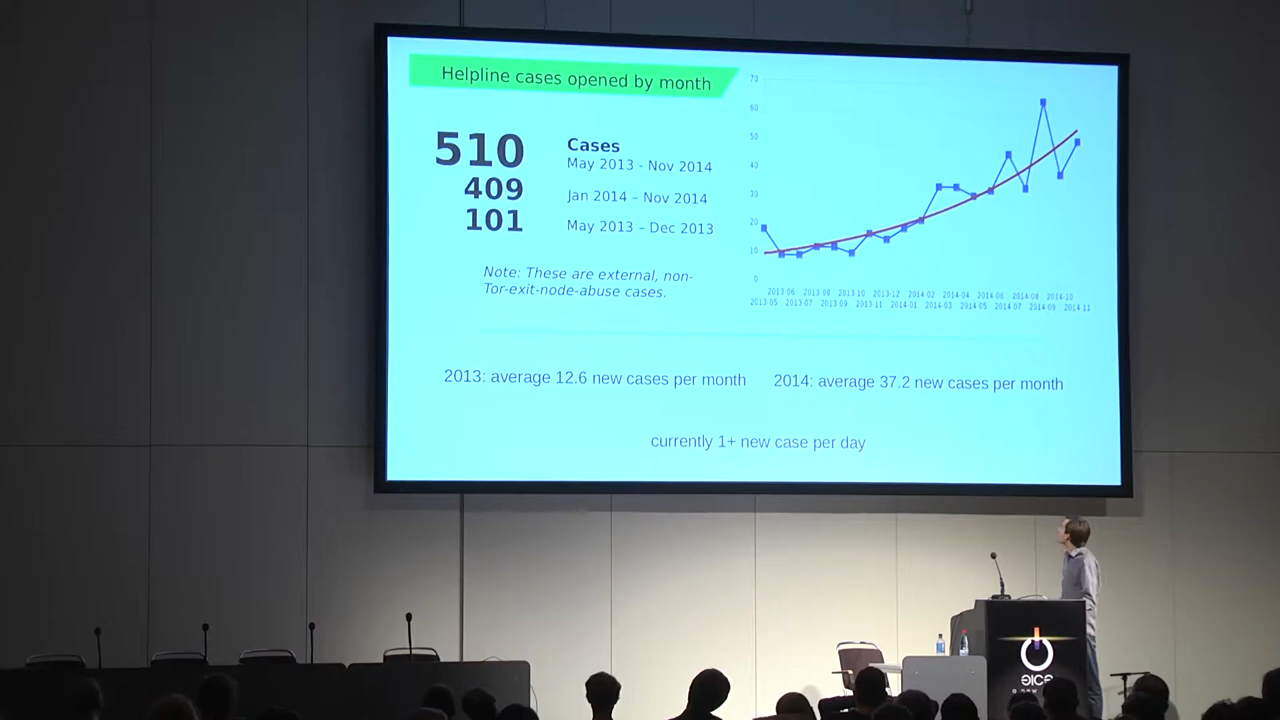 Helpline cases opened by month
510 Cases
May 2013 - Nov 2014
409 Jan 2014 – Nov 2014
101 May 2013 – Dec 2013
Note: These are external, non-
Tor-exit-node-abuse cases.
70
60
50
40
30
20
10
0
2013-06 2013-08 2013-10 2013-12 2014-02 2014-04 2014-06 2014-08 2014-10
2013-05 2013-07 2013-09 2013-11 2014-01 2014-03 2014-05 2014-07 2014-09 2014-11
2013: average 12.6 new cases per month 2014: average 37.2 new cases per month
currently 1+ new case per day